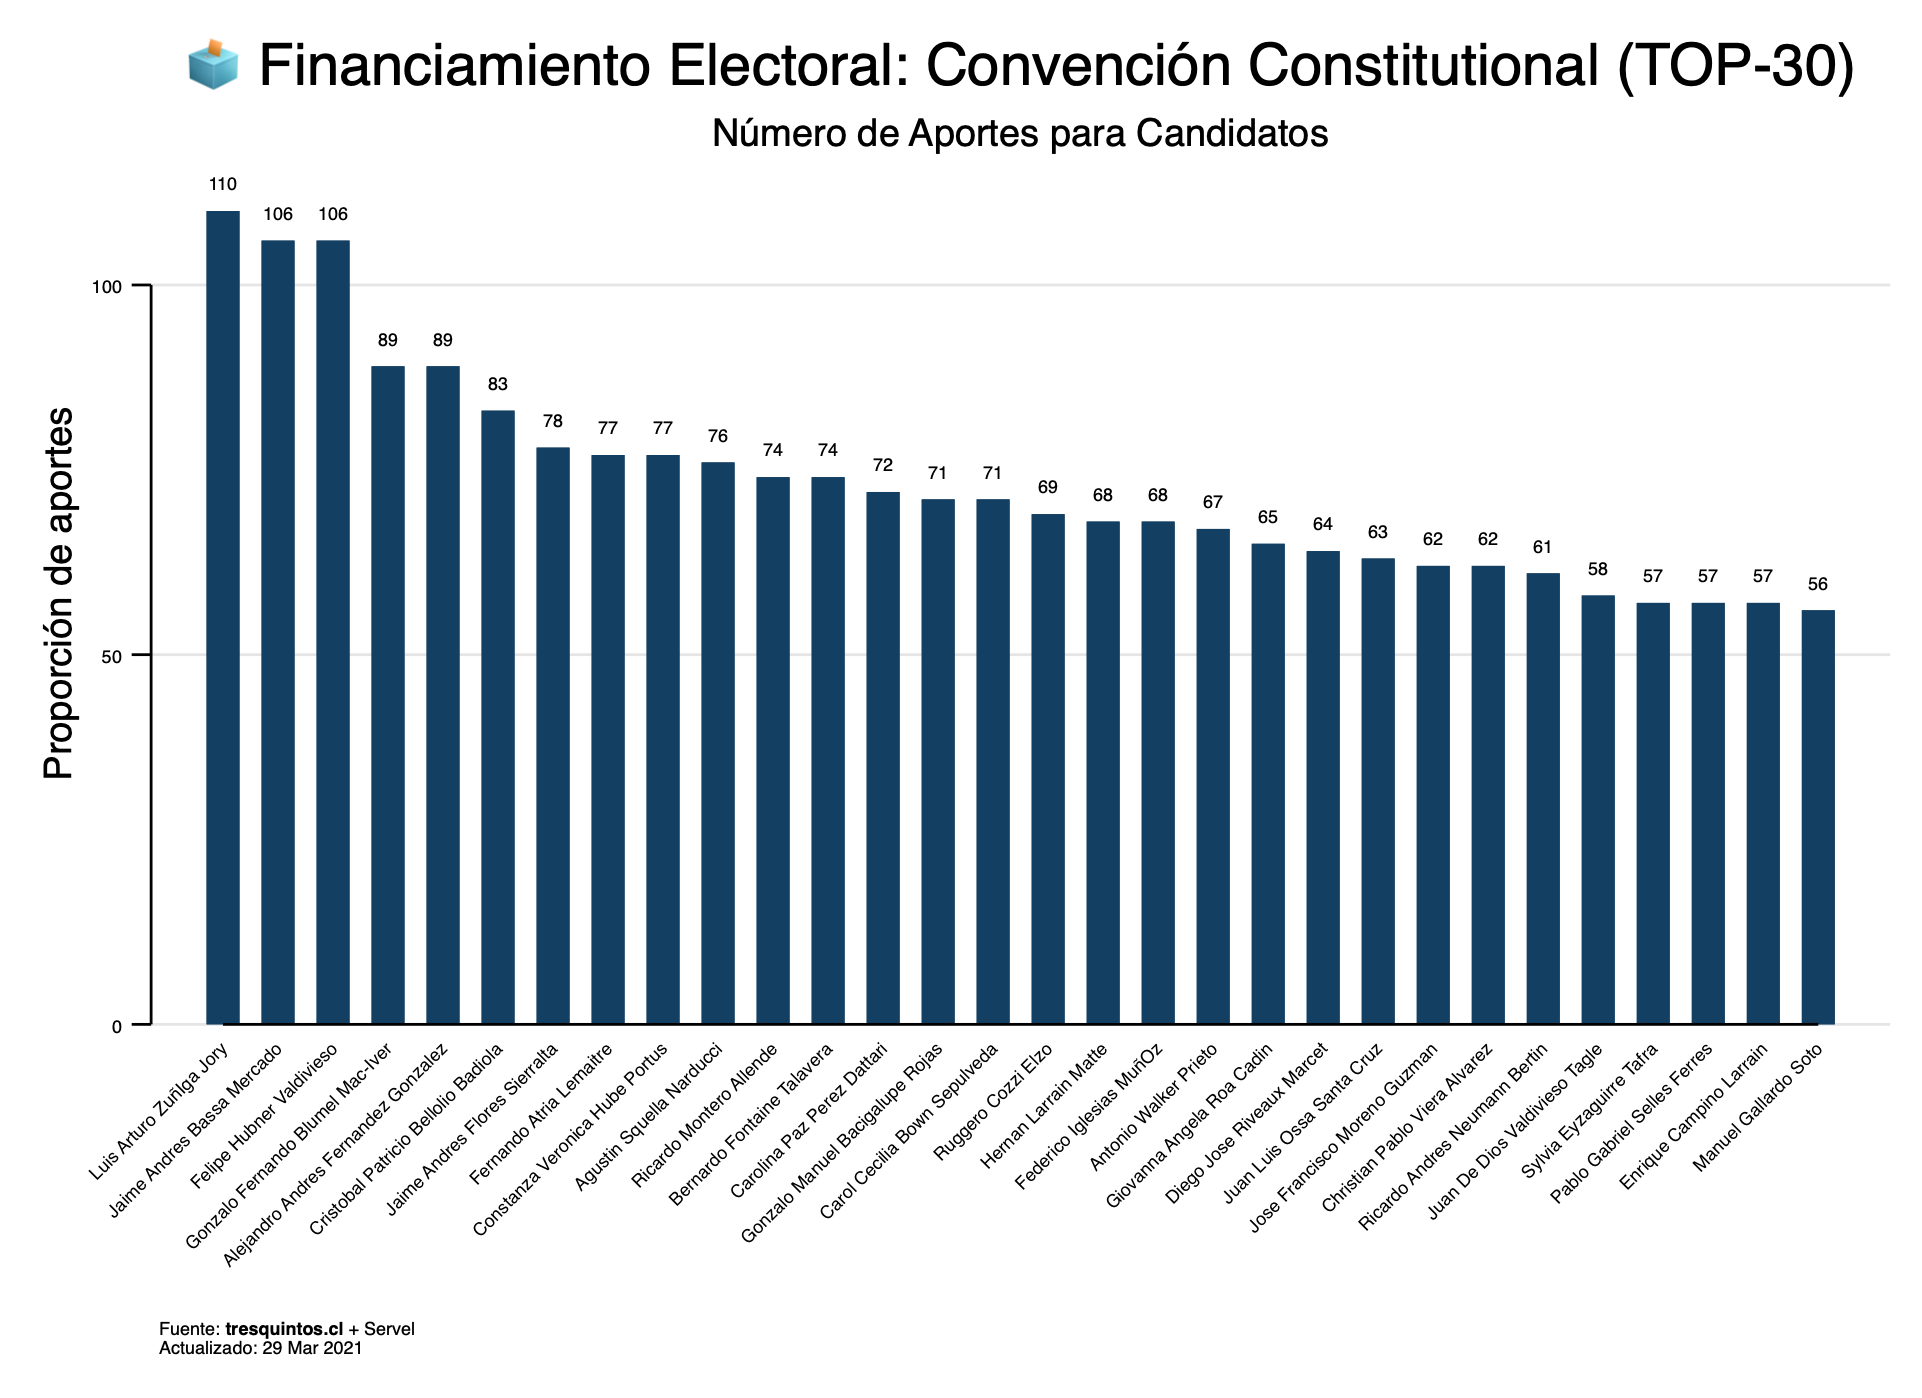 Financiamiento Electoral: Convención Constitutional (TOP-30)
Número de Aportes para Candidatos
Proporción de aportes
100
50
0
110
106
106
89
89
83
78
77
77
76
74
74
72
71
71
69
68
68
67
65
64
63
62
62
61
58
57
57
57
56
Luis Arturo Zuñilga Jory
Jaime Andres Bassa Mercado
Felipe Hubner Valdivieso
Gonzalo Fernando Blumel Mac-Iver
Alejandro Andres Fernandez Gonzalez
Cristobal Patricio Bellolio Badiola
Jaime Andres Flores Sierralta
Fernando Atria Lemaitre
Constanza Veronica Hube Portus
Agustin Squella Narducci
Ricardo Montero Allende
Bernardo Fontaine Talavera
Carolina Paz Perez Dattari
Gonzalo Manuel Bacigalupe Rojas
Carol Cecilia Bown Sepulveda
Ruggero Cozzi Elzo
Hernan Larrain Matte
Federico Iglesias MuñOz
Antonio Walker Prieto
Giovanna Angela Roa Cadin
Diego Jose Riveaux Marcet
Juan Luis Ossa Santa Cruz
Jose Francisco Moreno Guzman
Christian Pablo Viera Alvarez
Ricardo Andres Neumann Bertin
Juan De Dios Valdivieso Tagle
Sylvia Eyzaguirre Tafra
Pablo Gabriel Selles Ferres
Enrique Campino Larrain
Manuel Gallardo Soto
Fuente: tresquintos.cl + Servel
Actualizado: 29 Mar 2021